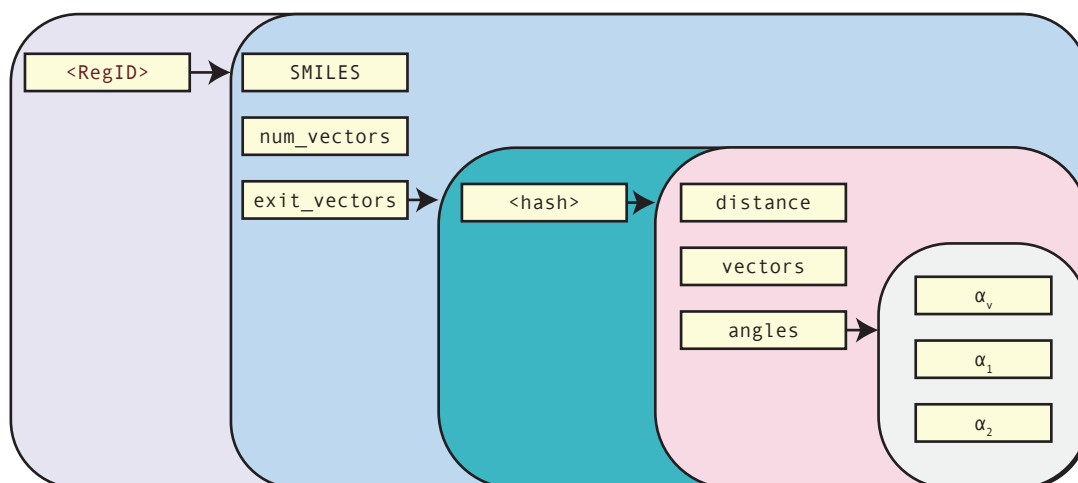 <RegID>
SMILES
num_vectors
exit_vectors
<hash>
distance
vectors
angles
αv
α1
α2